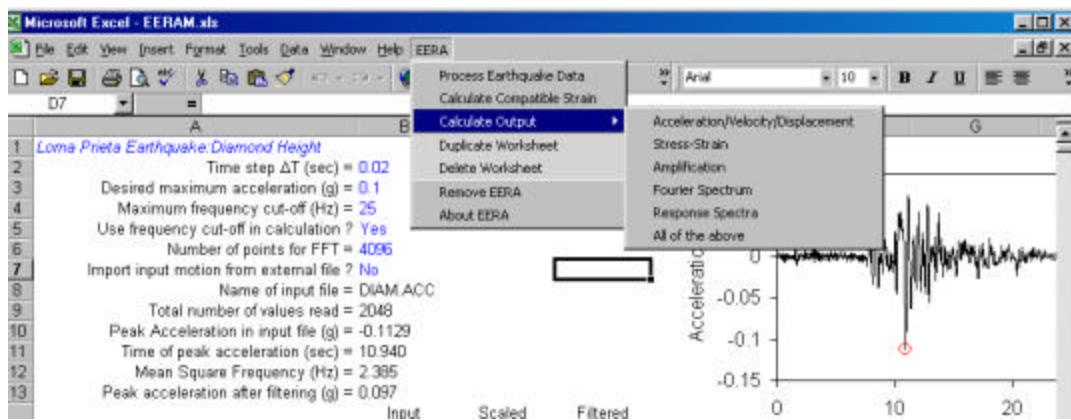 Microsoft Excel - EERAM.xls
File Edit View Insert Format Tools Data Window Help EERA
Arial 10 B I U
D7 =
Process Earthquake Data
Calculate Compatible Strain
Calculate Output
Duplicate Worksheet
Delete Worksheet
Remove EERA
About EERA
Acceleration/Velocity/Displacement
Stress-Strain
Amplification
Fourier Spectrum
Response Spectra
All of the above
A B G
1 Loma Prieta Earthquake:Diamond Height
2 Time step ΔT (sec) = 0.02
3 Desired maximum acceleration (g) = 0.1
4 Maximum frequency cut-off (Hz) = 25
5 Use frequency cut-off in calculation ? Yes
6 Number of points for FFT = 4096
7 Import input motion from external file ? No
8 Name of input file = DIAM.ACC
9 Total number of values read = 2048
10 Peak Acceleration in input file (g) = -0.1129
11 Time of peak acceleration (sec) = 10.940
12 Mean Square Frequency (Hz) = 2.385
13 Peak acceleration after filtering (g) = 0.097
Input Scaled Filtered
0
-0.05
-0.1
-0.15
0 10 20